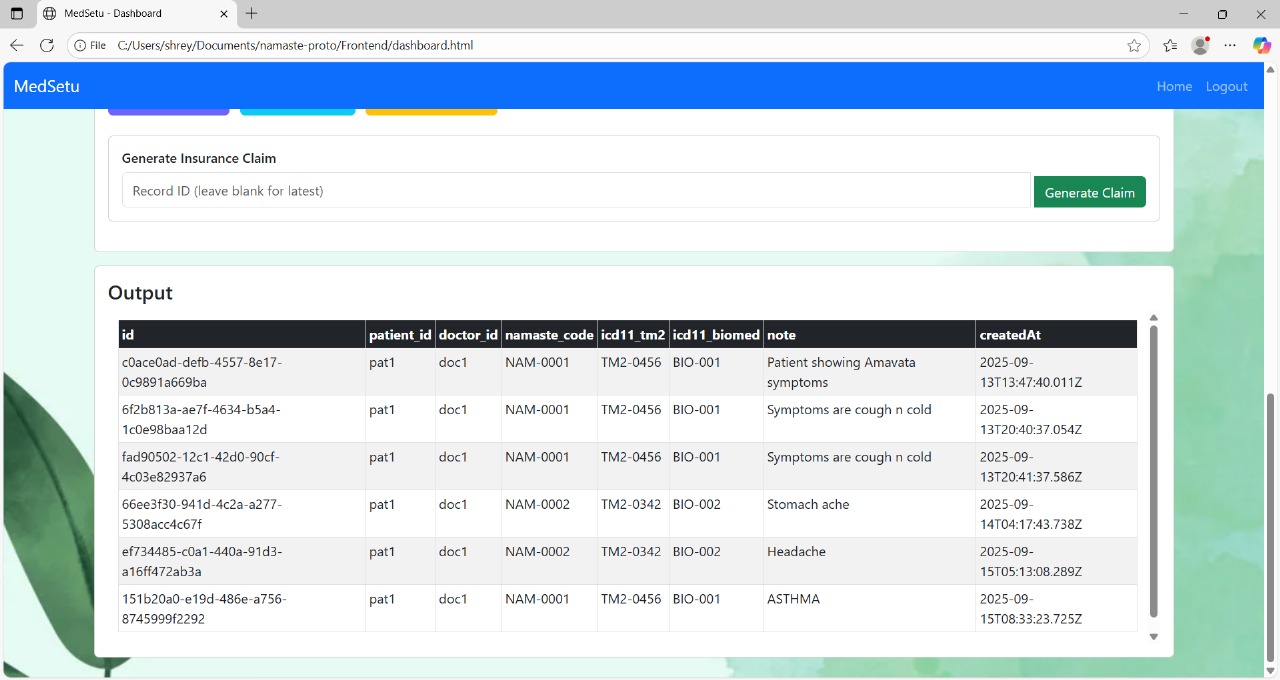 MedSetu - Dashboard
File C:/Users/shrey/Documents/namaste-proto/Frontend/dashboard.html
MedSetu Home Logout
Generate Insurance Claim
Record ID (leave blank for latest) Generate Claim
Output
id patient_id doctor_id namaste_code icd11_tm2 icd11_biomed note createdAt
c0ace0ad-defb-4557-8e17- pat1 doc1 NAM-0001 TM2-0456 BIO-001 Patient showing Amavata 2025-09-
0c9891a669ba symptoms 13T13:47:40.011Z
6f2b813a-ae7f-4634-b5a4- pat1 doc1 NAM-0001 TM2-0456 BIO-001 Symptoms are cough n cold 2025-09-
1c0e98baa12d 13T20:40:37.054Z
fad90502-12c1-42d0-90cf- pat1 doc1 NAM-0001 TM2-0456 BIO-001 Symptoms are cough n cold 2025-09-
4c03e82937a6 13T20:41:37.586Z
66ee3f30-941d-4c2a-a277- pat1 doc1 NAM-0002 TM2-0342 BIO-002 Stomach ache 2025-09-
5308acc4c67f 14T04:17:43.738Z
ef734485-c0a1-440a-91d3- pat1 doc1 NAM-0002 TM2-0342 BIO-002 Headache 2025-09-
a16ff472ab3a 15T05:13:08.289Z
151b20a0-e19d-486e-a756- pat1 doc1 NAM-0001 TM2-0456 BIO-001 ASTHMA 2025-09-
8745999f2292 15T08:33:23.725Z